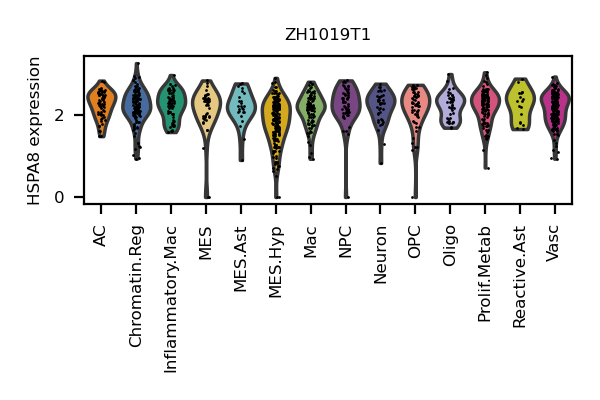 ZH1019T1
HSPA8 expression
2
0
AC
Chromatin.Reg
Inflammatory.Mac
MES
MES.Ast
MES.Hyp
Mac
NPC
Neuron
OPC
Oligo
Prolif.Metab
Reactive.Ast
Vasc